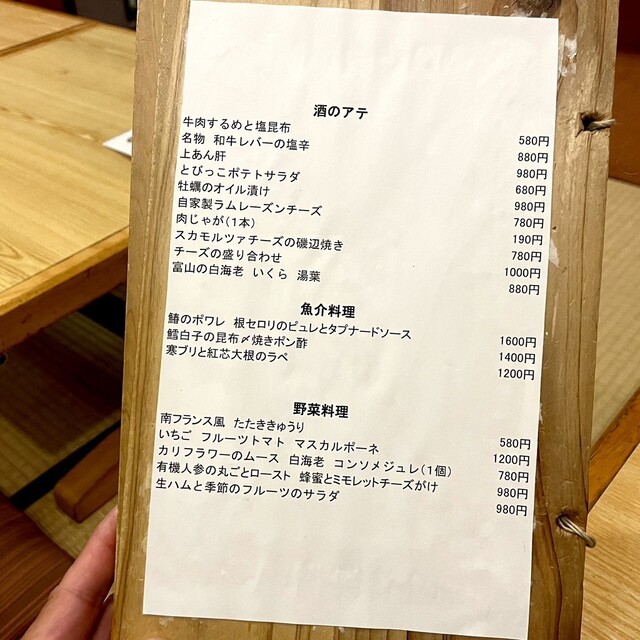 酒のアテ
牛肉するめと塩昆布 580円
名物 和牛レバーの塩辛 880円
上あん肝 980円
とびっこポテトサラダ 680円
牡蠣のオイル漬け 980円
自家製ラムレーズンチーズ 780円
肉じゃが(1本) 190円
スカモルツァチーズの磯辺焼き 780円
チーズの盛り合わせ 1000円
富山の白海老 いくら 湯葉 880円
魚介料理
鰆のポワレ 根セロリのピュレとタプナードソース 1600円
鱈白子の昆布〆焼きポン酢 1400円
寒ブリと紅芯大根のラペ 1200円
野菜料理
南フランス風 たたききゅうり 580円
いちご フルーツトマト マスカルポーネ 1200円
カリフラワーのムース 白海老 コンソメジュレ(1個) 780円
有機人参の丸ごとロースト 蜂蜜とミモレットチーズがけ 980円
生ハムと季節のフルーツのサラダ 980円